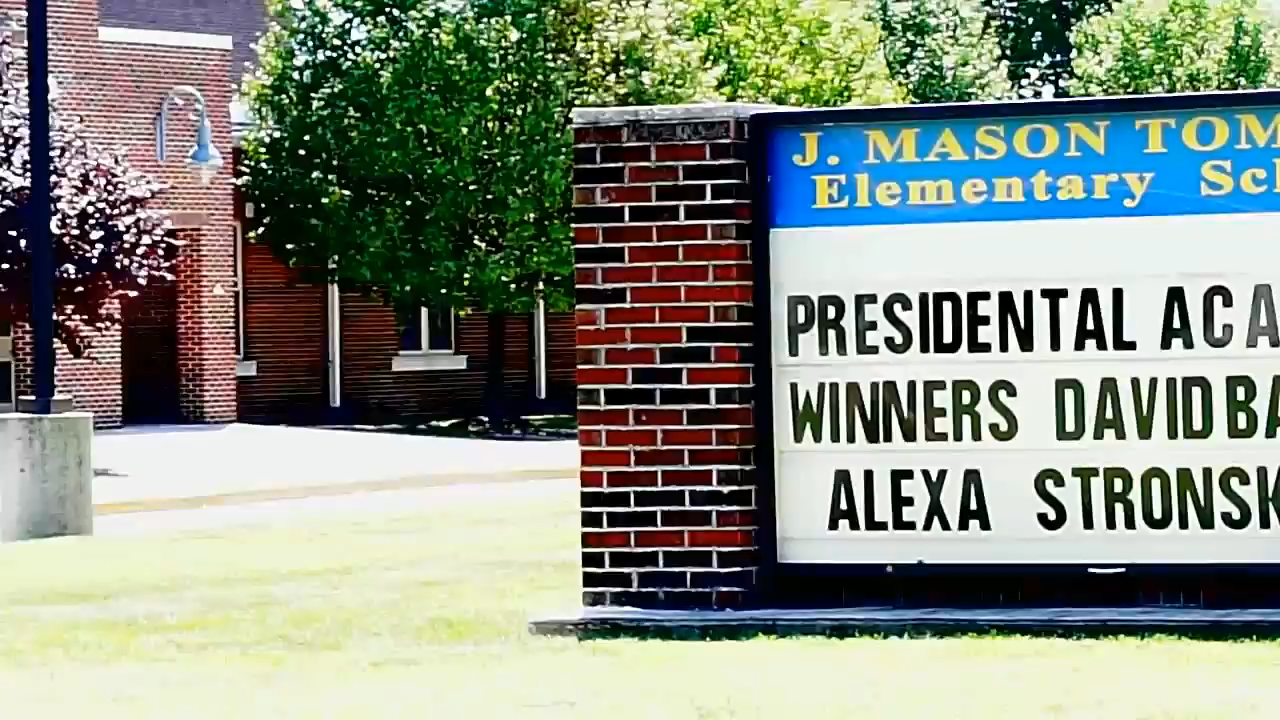 J. MASON TOM
Elementary Sc
PRESIDENTAL ACA
WINNERS DAVID BA
ALEXA STRONSK